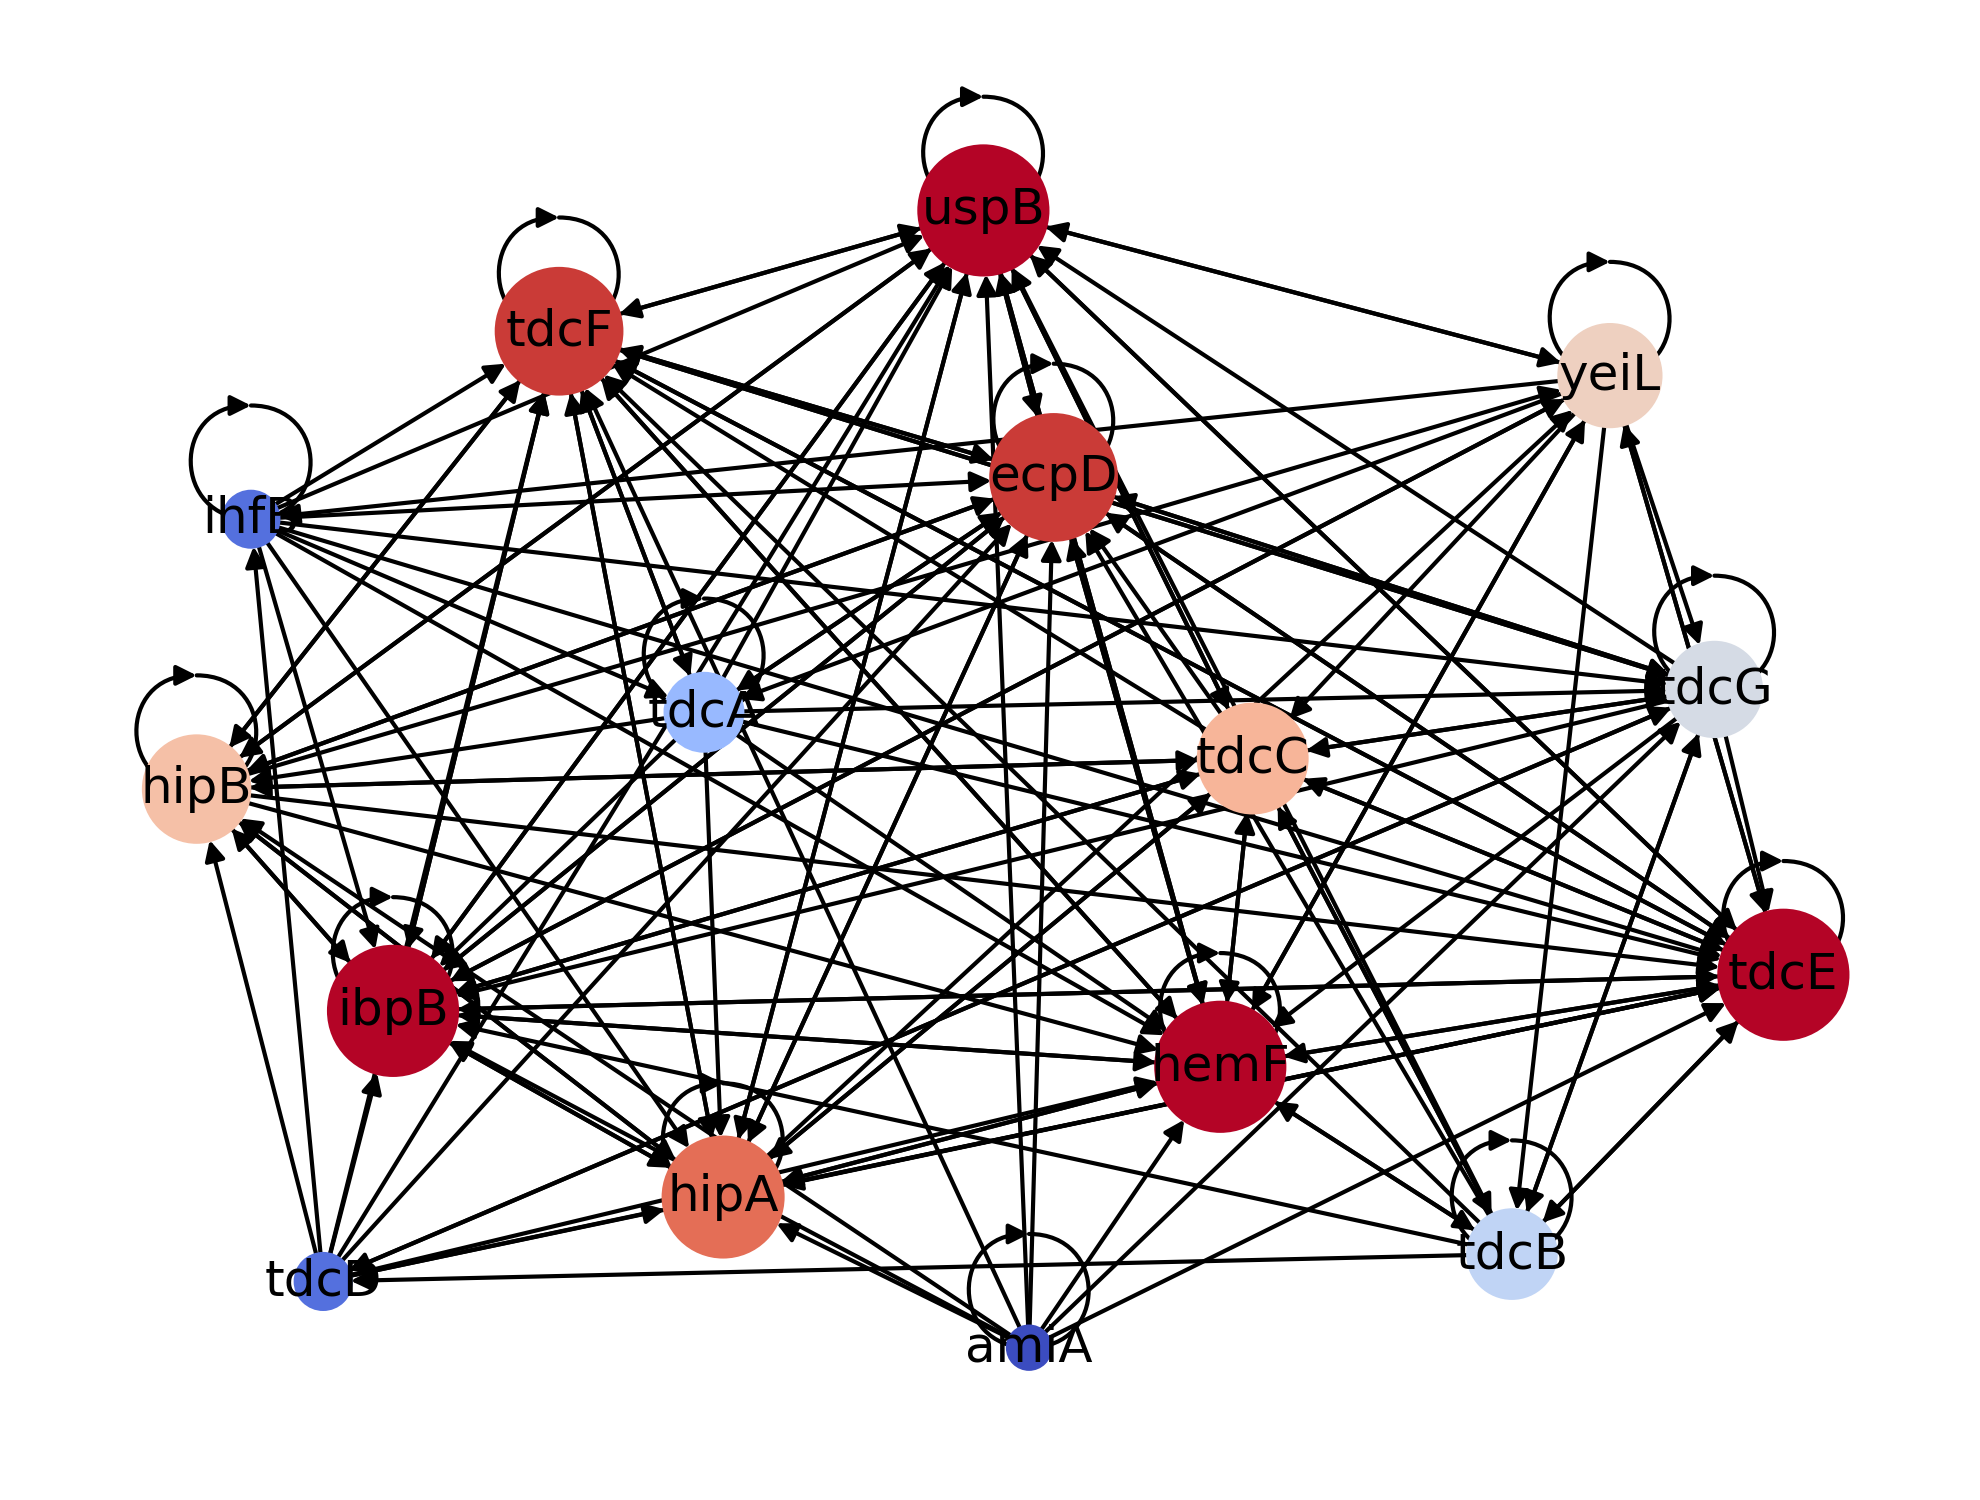 uspB
tdcF
yeiL
ecpD
ihfB
tdcG
tdcA
tdcC
hipB
tdcE
ibpB
hemF
hipA
tdcB
tdcD
amiA